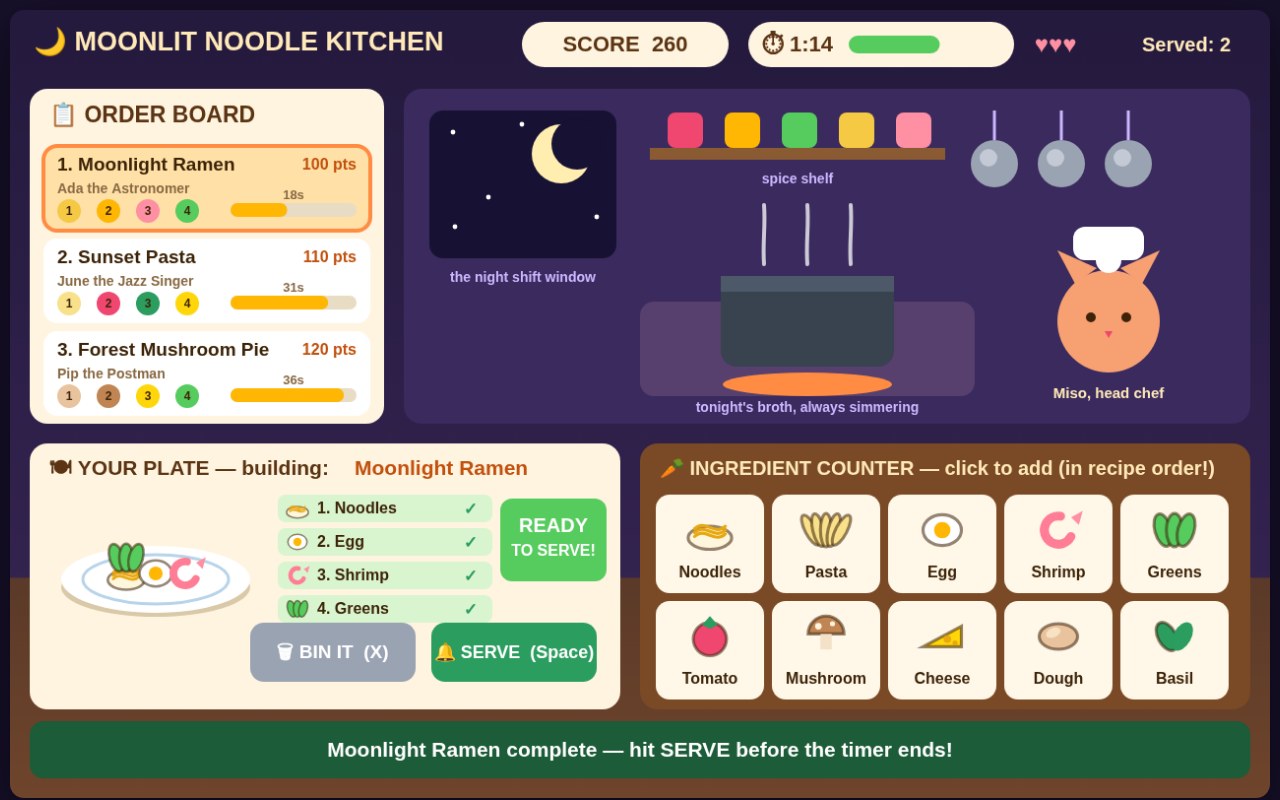 🌙 MOONLIT NOODLE KITCHEN
SCORE 260
⏱ 1:14
♥♥♥
Served: 2
📋 ORDER BOARD
1. Moonlight Ramen 100 pts
Ada the Astronomer
18s
1 2 3 4
2. Sunset Pasta 110 pts
June the Jazz Singer
31s
1 2 3 4
3. Forest Mushroom Pie 120 pts
Pip the Postman
36s
1 2 3 4
the night shift window
spice shelf
tonight's broth, always simmering
Miso, head chef
🍽 YOUR PLATE — building: Moonlight Ramen
1. Noodles ✓
2. Egg ✓
3. Shrimp ✓
4. Greens ✓
READY
TO SERVE!
🗑 BIN IT (X)
🔔 SERVE (Space)
🥕 INGREDIENT COUNTER — click to add (in recipe order!)
Noodles
Pasta
Egg
Shrimp
Greens
Tomato
Mushroom
Cheese
Dough
Basil
Moonlight Ramen complete — hit SERVE before the timer ends!